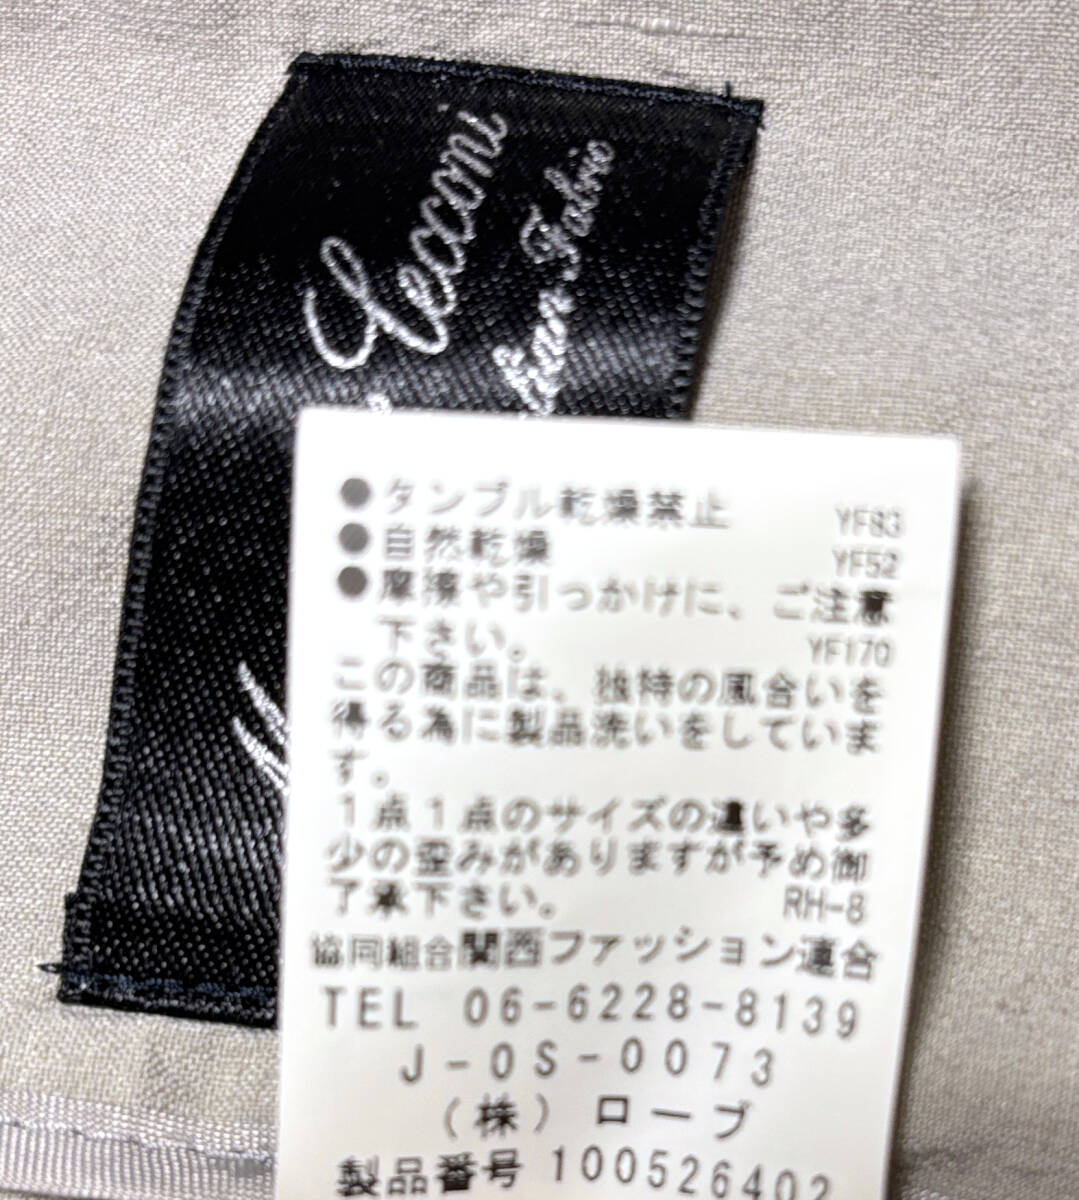 Cecconi
Fabric
●タンブル乾燥禁止 YF83
●自然乾燥 YF52
●摩擦や引っかけに、ご注意
下さい。 YF170
この商品は、独特の風合いを
得る為に製品洗いをしていま
す。
1点1点のサイズの違いや多
少の歪みがありますが予め御
了承下さい。 RH-8
協同組合関西ファッション連合
TEL 06-6228-8139
J-OS-0073
(株)ローブ
製品番号 100526402